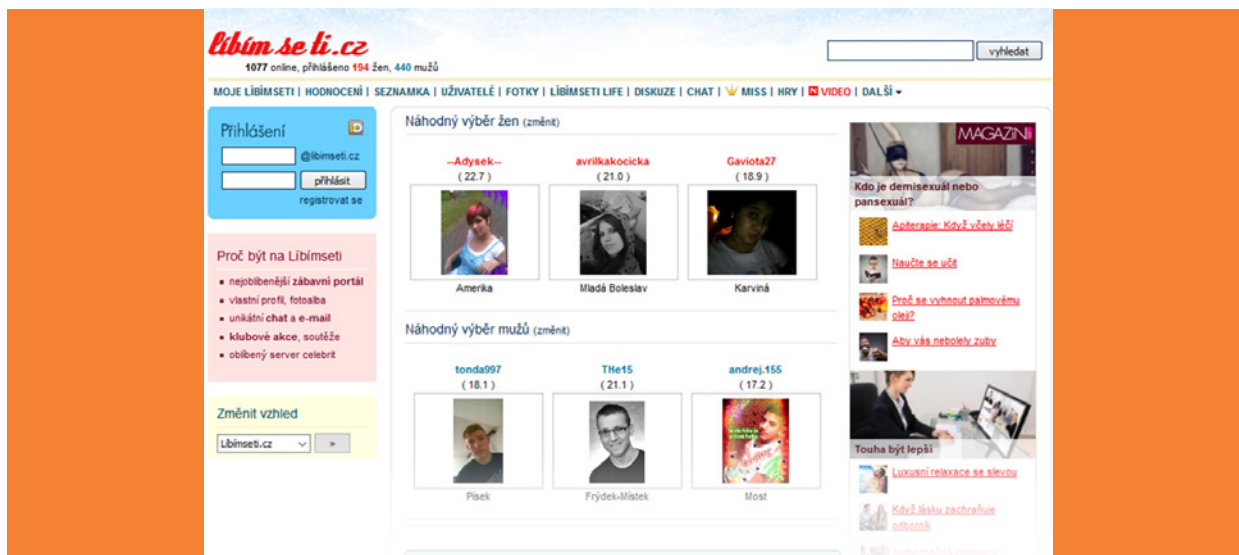 líbím se ti.cz
1077 online, přihlášeno 194 žen, 440 mužů
vyhledat
MOJE LÍBÍMSETI | HODNOCENÍ | SEZNAMKA | UŽIVATELÉ | FOTKY | LÍBÍMSETI LIFE | DISKUZE | CHAT | MISS | HRY | N VIDEO | DALŠÍ
Přihlášení
@libimseti.cz
přihlásit
registrovat se
Proč být na Líbímseti
nejoblíbenější zábavní portál
vlastní profil, fotoalba
unikátní chat a e-mail
klubové akce, soutěže
oblíbený server celebrit
Změnit vzhled
Líbímseti.cz
»
Náhodný výběr žen (změnit)
--Adysek--
( 22.7 )
Amerika
avrilkakocicka
( 21.0 )
Mladá Boleslav
Gaviota27
( 18.9 )
Karviná
Náhodný výběr mužů (změnit)
tonda997
( 18.1 )
Písek
THe15
( 21.1 )
Frýdek-Místek
andrej.155
( 17.2 )
Most
MAGAZÍN
Kdo je demisexuál nebo
pansexuál?
Apiterapie: Když včely léčí
Naučte se učit
Proč se vyhnout palmovému
oleji?
Aby vás nebolely zuby
Touha být lepší
Luxusní relaxace se slevou
Když lásku zachraňuje
odborník